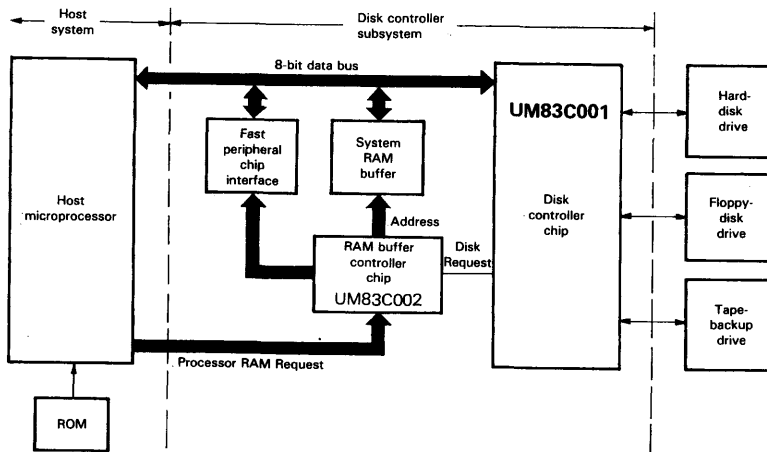 Host
system
Disk controller
subsystem
8-bit data bus
Host
microprocessor
Fast
peripheral
chip
interface
System
RAM
buffer
Address
RAM buffer
controller
chip
UM83C002
Disk
Request
UM83C001
Disk
controller
chip
Hard-
disk
drive
Floppy-
disk
drive
Tape-
backup
drive
Processor RAM Request
ROM